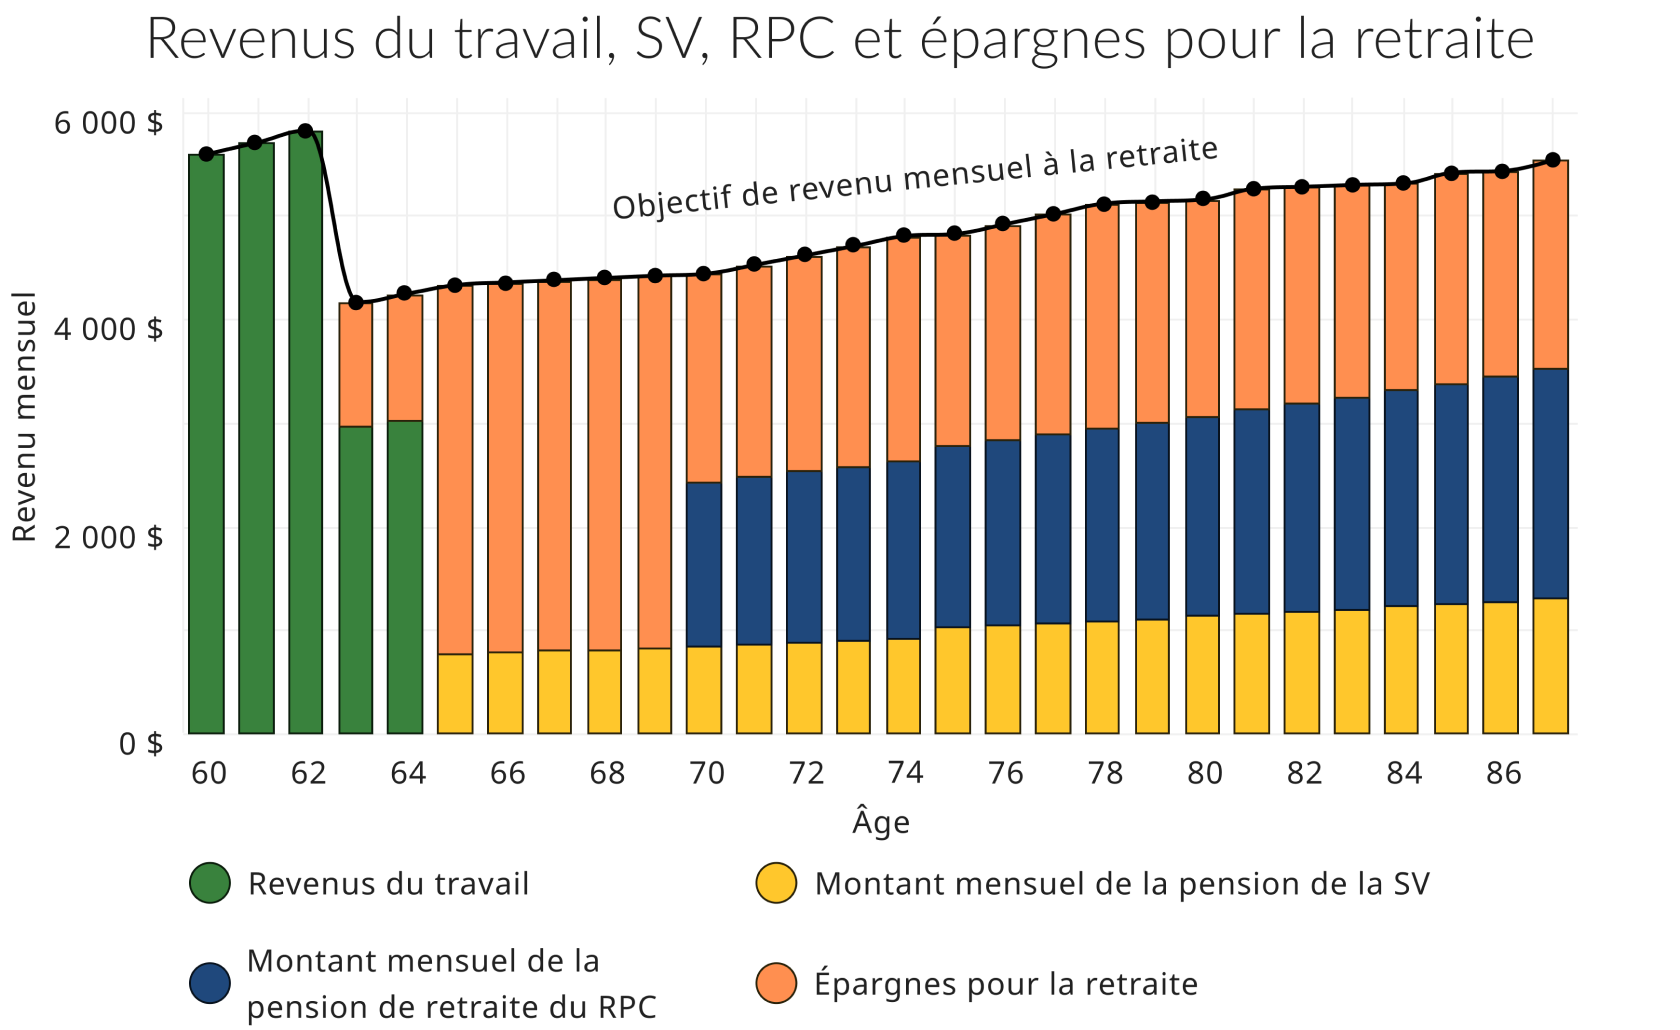 Revenus du travail, SV, RPC et épargnes pour la retraite
6 000 $
Objectif de revenu mensuel à la retraite
4 000 $
Revenu mensuel
2 000 $
0 $
60 62 64 66 68 70 72 74 76 78 80 82 84 86
Âge
Revenus du travail
Montant mensuel de la pension de la SV
Montant mensuel de la
pension de retraite du RPC
Épargnes pour la retraite